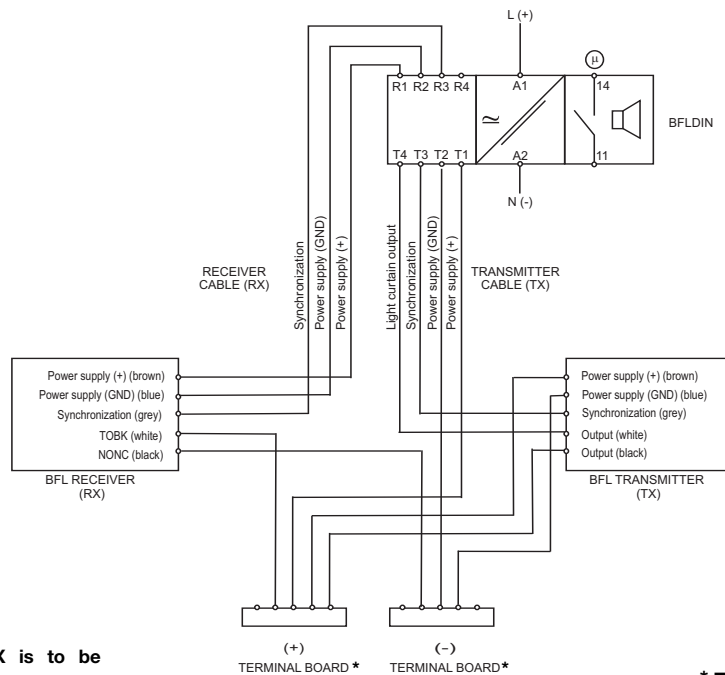 L (+)
R1 R2 R3 R4
A1
μ
14
≃
BFLDIN
T4 T3 T2 T1
A2
11
N (-)
RECEIVER
CABLE (RX)
Synchronization
Power supply (GND)
Power supply (+)
Light curtain output
Synchronization
Power supply (GND)
Power supply (+)
TRANSMITTER
CABLE (TX)
Power supply (+) (brown)
Power supply (GND) (blue)
Synchronization (grey)
TOBK (white)
NONC (black)
BFL RECEIVER
(RX)
Power supply (+) (brown)
Power supply (GND) (blue)
Synchronization (grey)
Output (white)
Output (black)
BFL TRANSMITTER
(TX)
X is to be
(+)
TERMINAL BOARD *
(-)
TERMINAL BOARD *
*